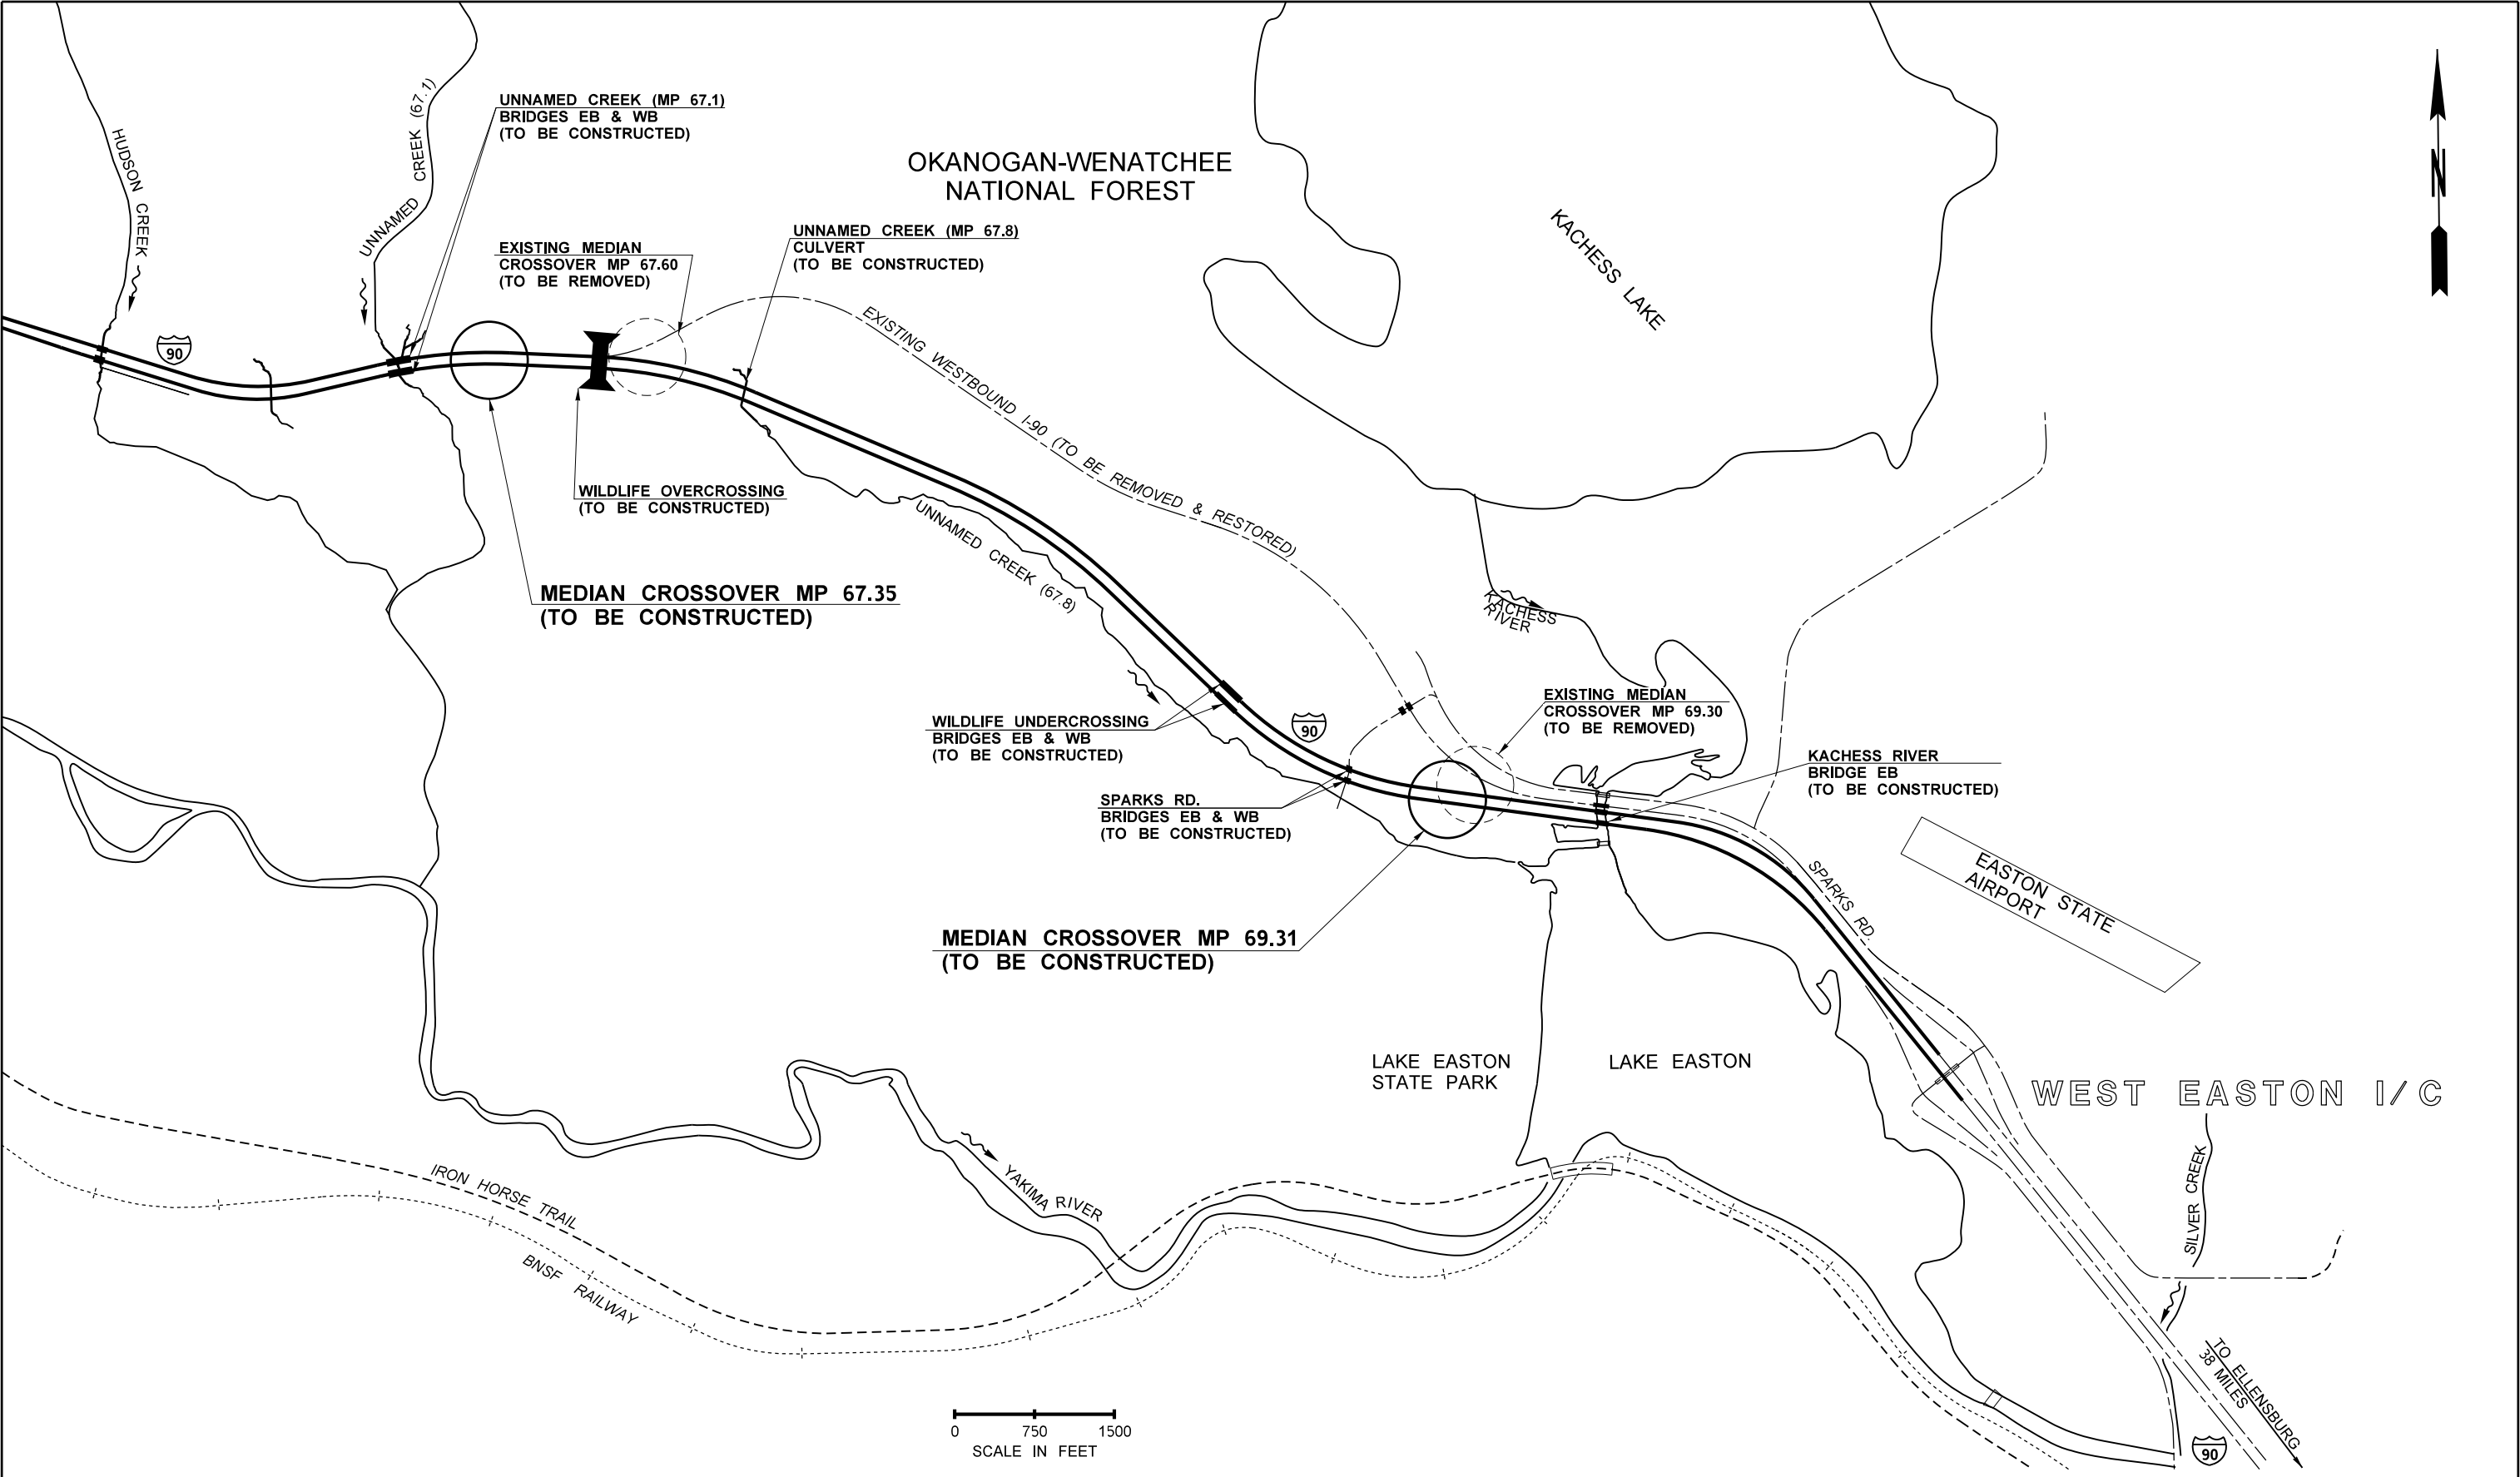 UNNAMED CREEK (MP 67.1)
BRIDGES EB & WB
(TO BE CONSTRUCTED)
HUDSON CREEK
UNNAMED CREEK (67.1)
OKANOGAN-WENATCHEE
NATIONAL FOREST
N
EXISTING MEDIAN
CROSSOVER MP 67.60
(TO BE REMOVED)
UNNAMED CREEK (MP 67.8)
CULVERT
(TO BE CONSTRUCTED)
KACHESS LAKE
90
EXISTING WESTBOUND I-90 (TO BE REMOVED & RESTORED)
WILDLIFE OVERCROSSING
(TO BE CONSTRUCTED)
UNNAMED CREEK (67.8)
MEDIAN CROSSOVER MP 67.35
(TO BE CONSTRUCTED)
KACHESS
RIVER
EXISTING MEDIAN
CROSSOVER MP 69.30
(TO BE REMOVED)
WILDLIFE UNDERCROSSING
BRIDGES EB & WB
(TO BE CONSTRUCTED)
90
KACHESS RIVER
BRIDGE EB
(TO BE CONSTRUCTED)
SPARKS RD.
BRIDGES EB & WB
(TO BE CONSTRUCTED)
SPARKS RD.
EASTON STATE
AIRPORT
MEDIAN CROSSOVER MP 69.31
(TO BE CONSTRUCTED)
LAKE EASTON
STATE PARK
LAKE EASTON
WEST EASTON I/C
SILVER CREEK
IRON HORSE TRAIL
YAKIMA RIVER
BNSF RAILWAY
TO ELLENSBURG
38 MILES
0 750 1500
SCALE IN FEET
90